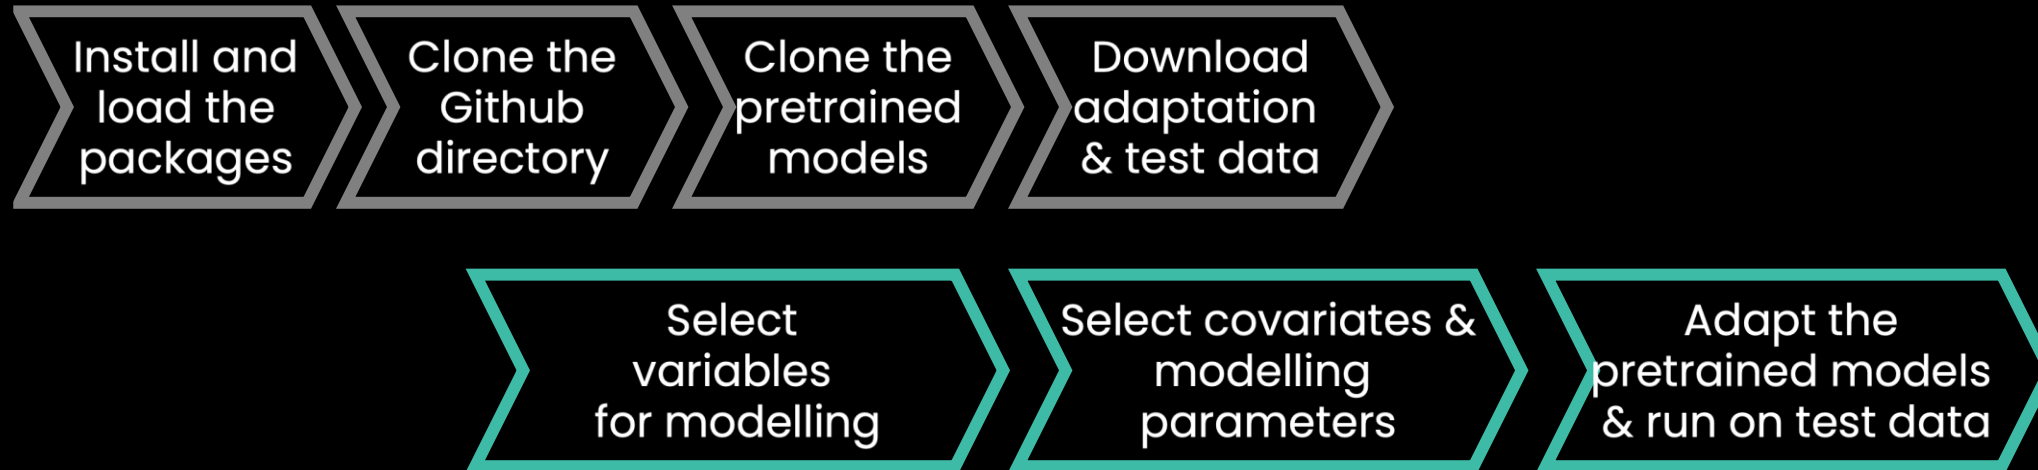 Install and
load the
packages
Clone the
Github
directory
Clone the
pretrained
models
Download
adaptation
& test data
Select
variables
for modelling
Select covariates &
modelling
parameters
Adapt the
pretrained models
& run on test data